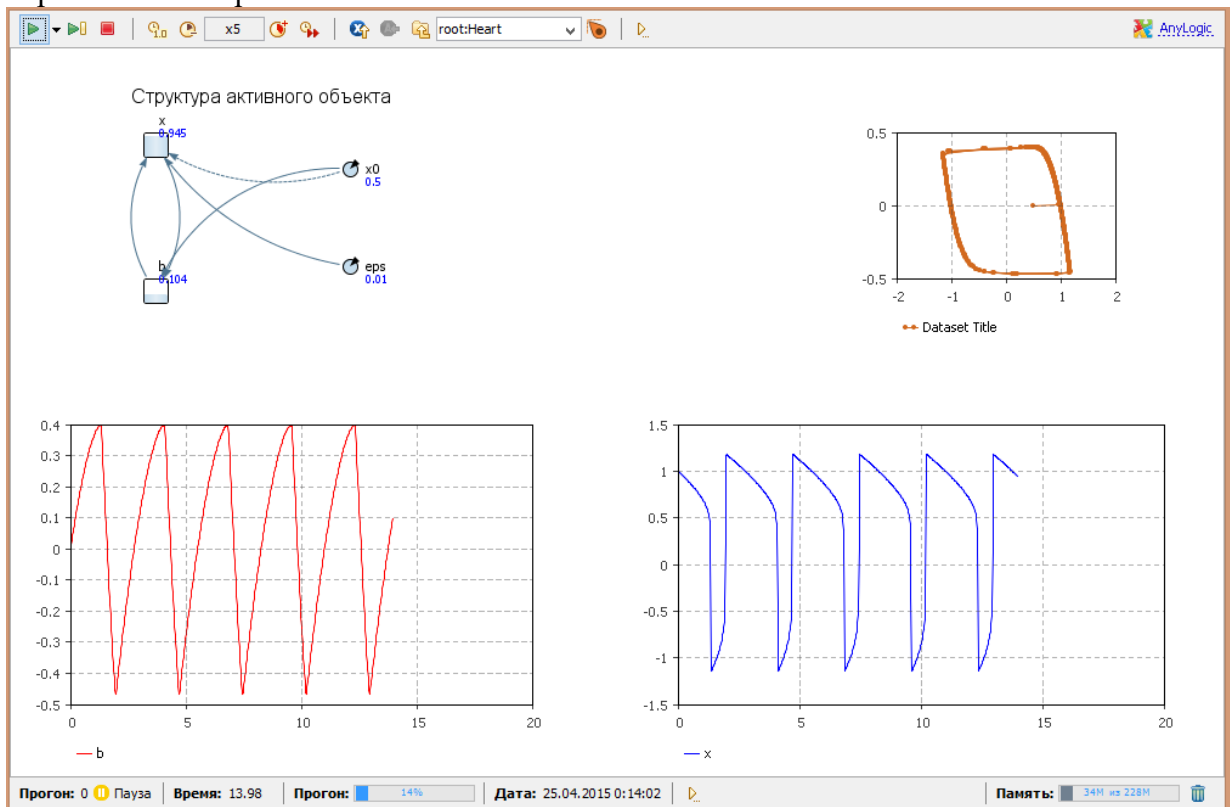 x5 root:Heart AnyLogic
Структура активного объекта
x
0.945
x0
0.5
b
0.104
eps
0.01
0.5
0
-0.5
-2 -1 0 1 2
Dataset Title
0.4
0.3
0.2
0.1
0
-0.1
-0.2
-0.3
-0.4
-0.5
0 5 10 15 20
b
1.5
1
0.5
0
-0.5
-1
-1.5
0 5 10 15 20
x
Прогон: 0 Пауза Время: 13.98 Прогон: 14% Дата: 25.04.2015 0:14:02 Память: 34M из 228M